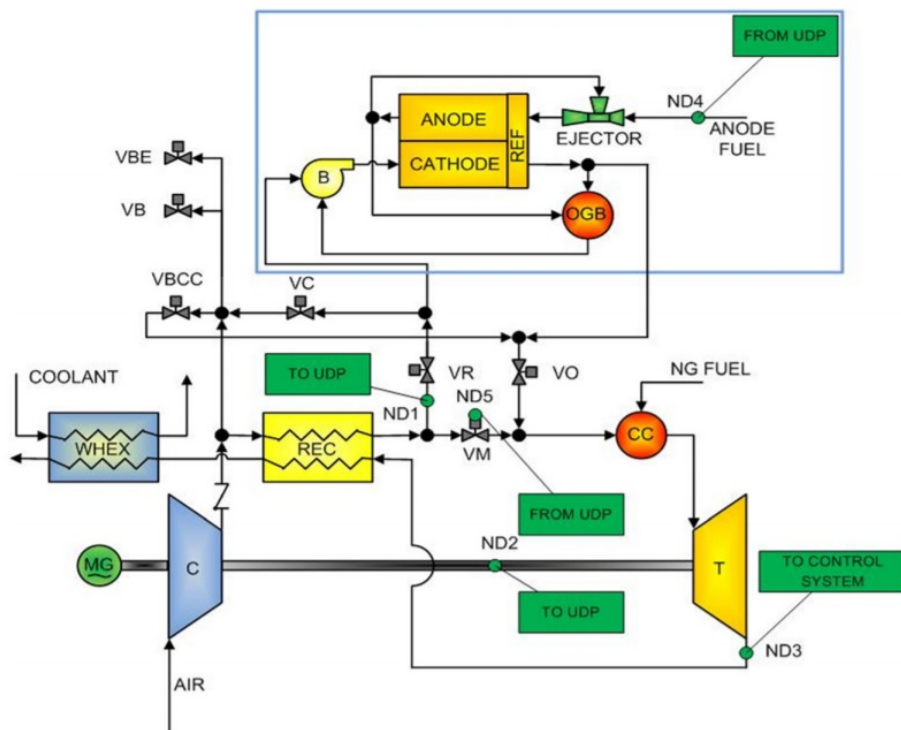 FROM UDP
ND4
ANODE
REF
EJECTOR
ANODE
FUEL
CATHODE
VBE
B
VB
OGB
VBCC
VC
TO UDP
VR
VO
NG FUEL
COOLANT
ND5
ND1
WHEX
REC
VM
CC
FROM UDP
ND2
MG
C
T
TO CONTROL
SYSTEM
TO UDP
ND3
AIR